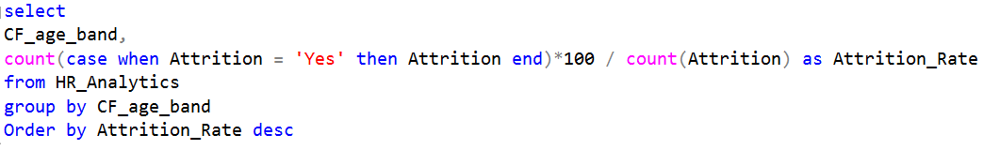 select
CF_age_band,
count(case when Attrition = 'Yes' then Attrition end)*100 / count(Attrition) as Attrition_Rate
from HR_Analytics
group by CF_age_band
Order by Attrition_Rate desc